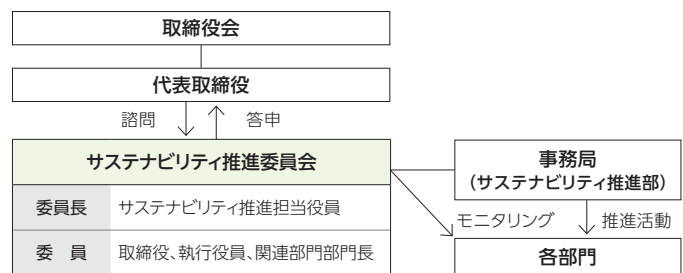 取締役会
代表取締役
諮問 答申
サステナビリティ推進委員会
委員長 サステナビリティ推進担当役員
委 員 取締役、執行役員、関連部門部門長
事務局
(サステナビリティ推進部)
モニタリング 推進活動
各部門